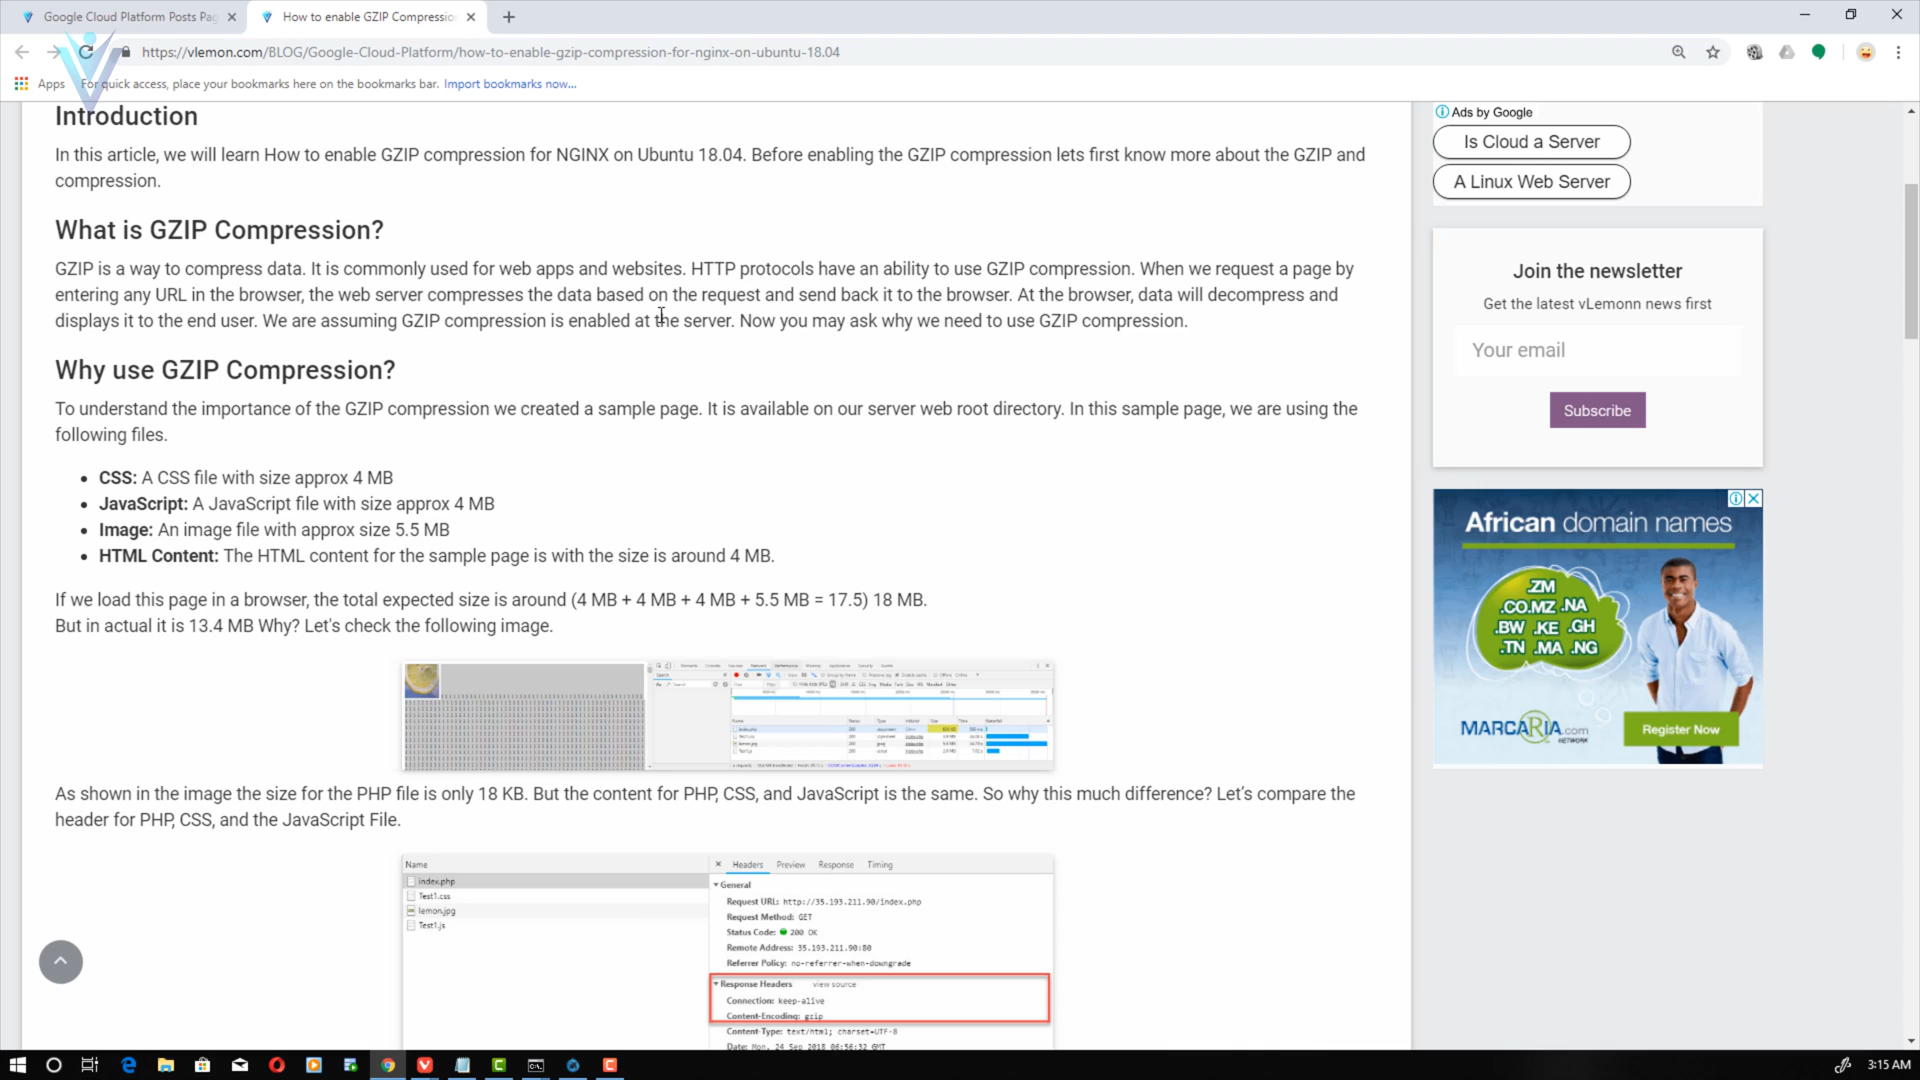 Google Cloud Platform Posts Pag
How to enable GZIP Compressio
https://vlemon.com/BLOG/Google-Cloud-Platform/how-to-enable-gzip-compression-for-nginx-on-ubuntu-18.04
Apps
For quick access, place your bookmarks here on the bookmarks bar. Import bookmarks now...
Introduction
In this article, we will learn How to enable GZIP compression for NGINX on Ubuntu 18.04. Before enabling the GZIP compression lets first know more about the GZIP and
compression.
What is GZIP Compression?
GZIP is a way to compress data. It is commonly used for web apps and websites. HTTP protocols have an ability to use GZIP compression. When we request a page by
entering any URL in the browser, the web server compresses the data based on the request and send back it to the browser. At the browser, data will decompress and
displays it to the end user. We are assuming GZIP compression is enabled at the server. Now you may ask why we need to use GZIP compression.
Why use GZIP Compression?
To understand the importance of the GZIP compression we created a sample page. It is available on our server web root directory. In this sample page, we are using the
following files.
CSS: A CSS file with size approx 4 MB
JavaScript: A JavaScript file with size approx 4 MB
Image: An image file with approx size 5.5 MB
HTML Content: The HTML content for the sample page is with the size is around 4 MB.
If we load this page in a browser, the total expected size is around (4 MB + 4 MB + 4 MB + 5.5 MB = 17.5) 18 MB.
But in actual it is 13.4 MB Why? Let's check the following image.
As shown in the image the size for the PHP file is only 18 KB. But the content for PHP, CSS, and JavaScript is the same. So why this much difference? Let's compare the
header for PHP, CSS, and the JavaScript File.
Name
index.php
Test1.css
lemon.jpg
Test1.js
Headers Preview Response Timing
General
Request URL: http://35.193.211.90/index.php
Request Method: GET
Status Code: 200 OK
Remote Address: 35.193.211.90:80
Referrer Policy: no-referrer-when-downgrade
Response Headers view source
Connection: keep-alive
Content-Encoding: gzip
Content-Type: text/html; charset=UTF-8
Date: Mon, 24 Sep 2018 06:56:32 GMT
Ads by Google
Is Cloud a Server
A Linux Web Server
Join the newsletter
Get the latest vLemonn news first
Your email
Subscribe
African domain names
.ZM
.CO.MZ .NA
.BW .KE .GH
.TN .MA .NG
MARCARIA.com
NETWORK
Register Now
3:15 AM